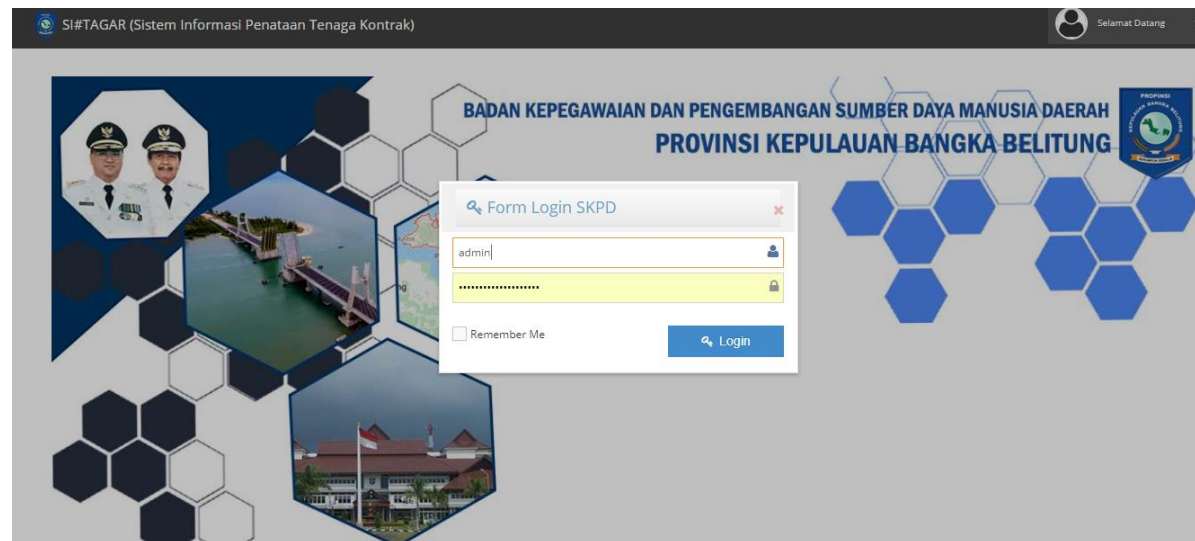 SI#TAGAR (Sistem Informasi Penataan Tenaga Kontrak)
Selamat Datang
BADAN KEPEGAWAIAN DAN PENGEMBANGAN SUMBER DAYA MANUSIA DAERAH
PROVINSI KEPULAUAN BANGKA BELITUNG
PROPINSI
Form Login SKPD
admin
••••••••••••••••••••
Remember Me
Login